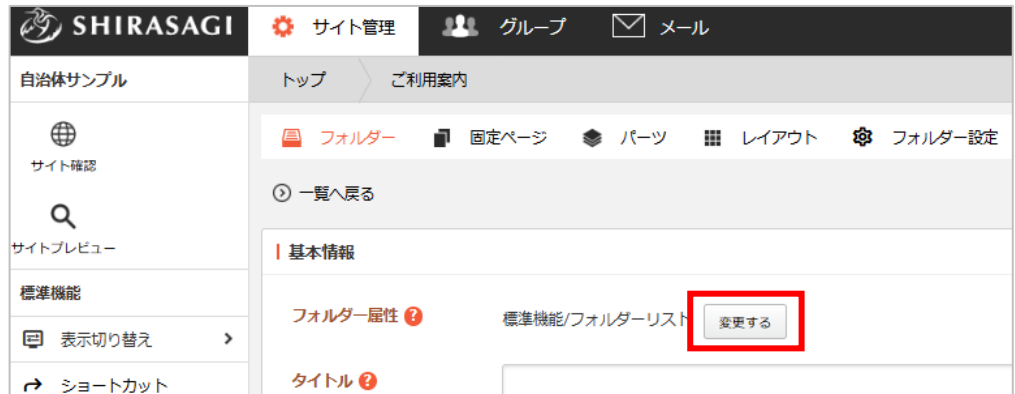 SHIRASAGI サイト管理 グループ メール
自治体サンプル
トップ ご利用案内
サイト確認
フォルダー 固定ページ パーツ レイアウト フォルダー設定
サイトプレビュー
一覧へ戻る
基本情報
標準機能
フォルダー属性 ? 標準機能/フォルダーリスト 変更する
表示切り替え
タイトル ?
ショートカット